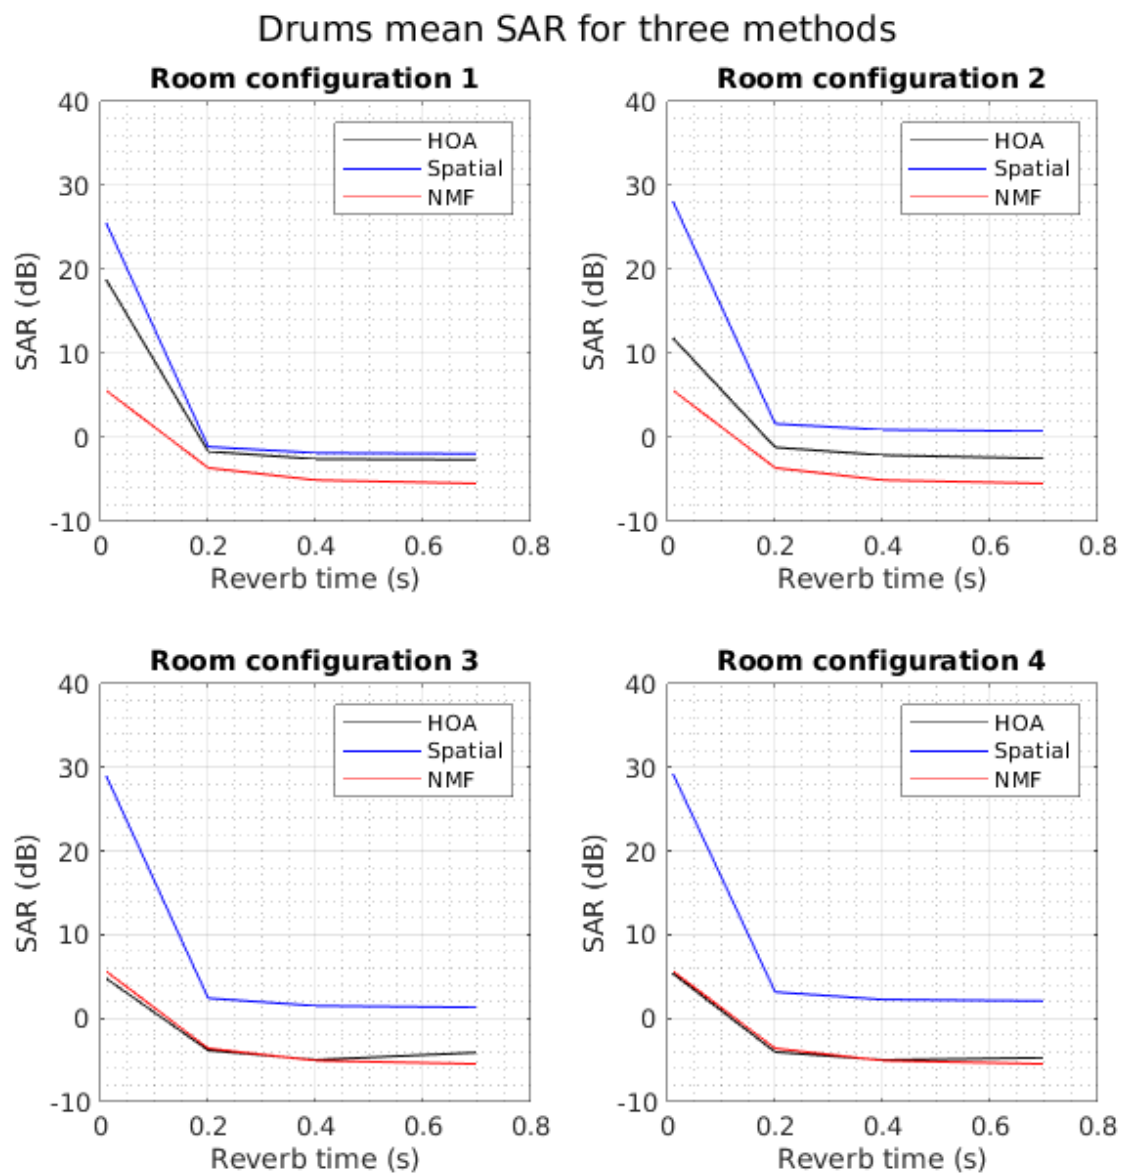 Drums mean SAR for three methods
Room configuration 1
40
30
20
10
0
-10
SAR (dB)
HOA
Spatial
NMF
0 0.2 0.4 0.6 0.8
Reverb time (s)
Room configuration 2
40
30
20
10
0
-10
SAR (dB)
HOA
Spatial
NMF
0 0.2 0.4 0.6 0.8
Reverb time (s)
Room configuration 3
40
30
20
10
0
-10
SAR (dB)
HOA
Spatial
NMF
0 0.2 0.4 0.6 0.8
Reverb time (s)
Room configuration 4
40
30
20
10
0
-10
SAR (dB)
HOA
Spatial
NMF
0 0.2 0.4 0.6 0.8
Reverb time (s)